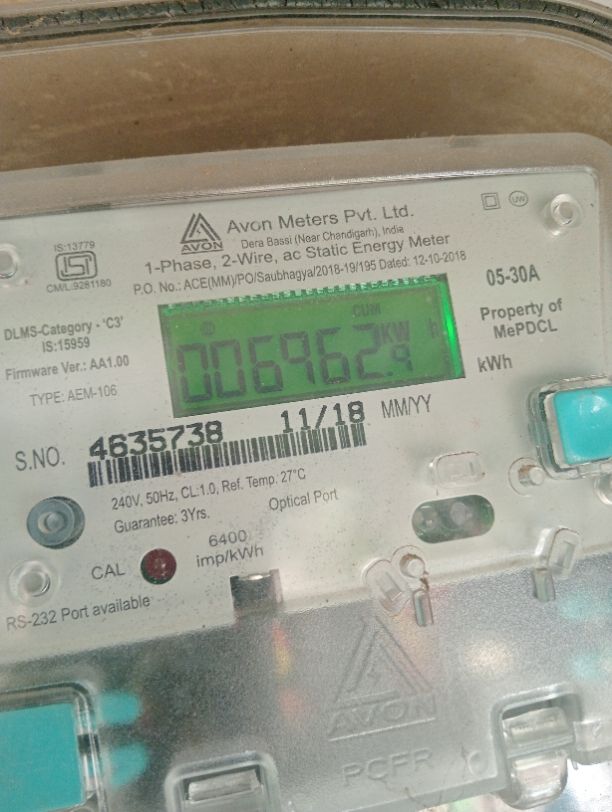 AVON
Avon Meters Pvt. Ltd.
Dera Bassi (Near Chandigarh), India
1-Phase, 2-Wire, ac Static Energy Meter
P.O. No.: ACE(MM)/PO/Saubhagya/2018-19/195 Dated: 12-10-2018
UW
IS:13779
ISI
CM/L:9281180
05-30A
Property of
MePDCL
kWh
DLMS-Category - 'C3'
IS:15959
Firmware Ver.: AA1.00
TYPE: AEM-106
CUM
006962.9 KW h
S.NO. 4635738 11/18 MM/YY
240V, 50Hz, CL:1.0, Ref. Temp. 27°C
Guarantee: 3Yrs.
Optical Port
CAL
6400
imp/kWh
RS-232 Port available
AVON
PCFR